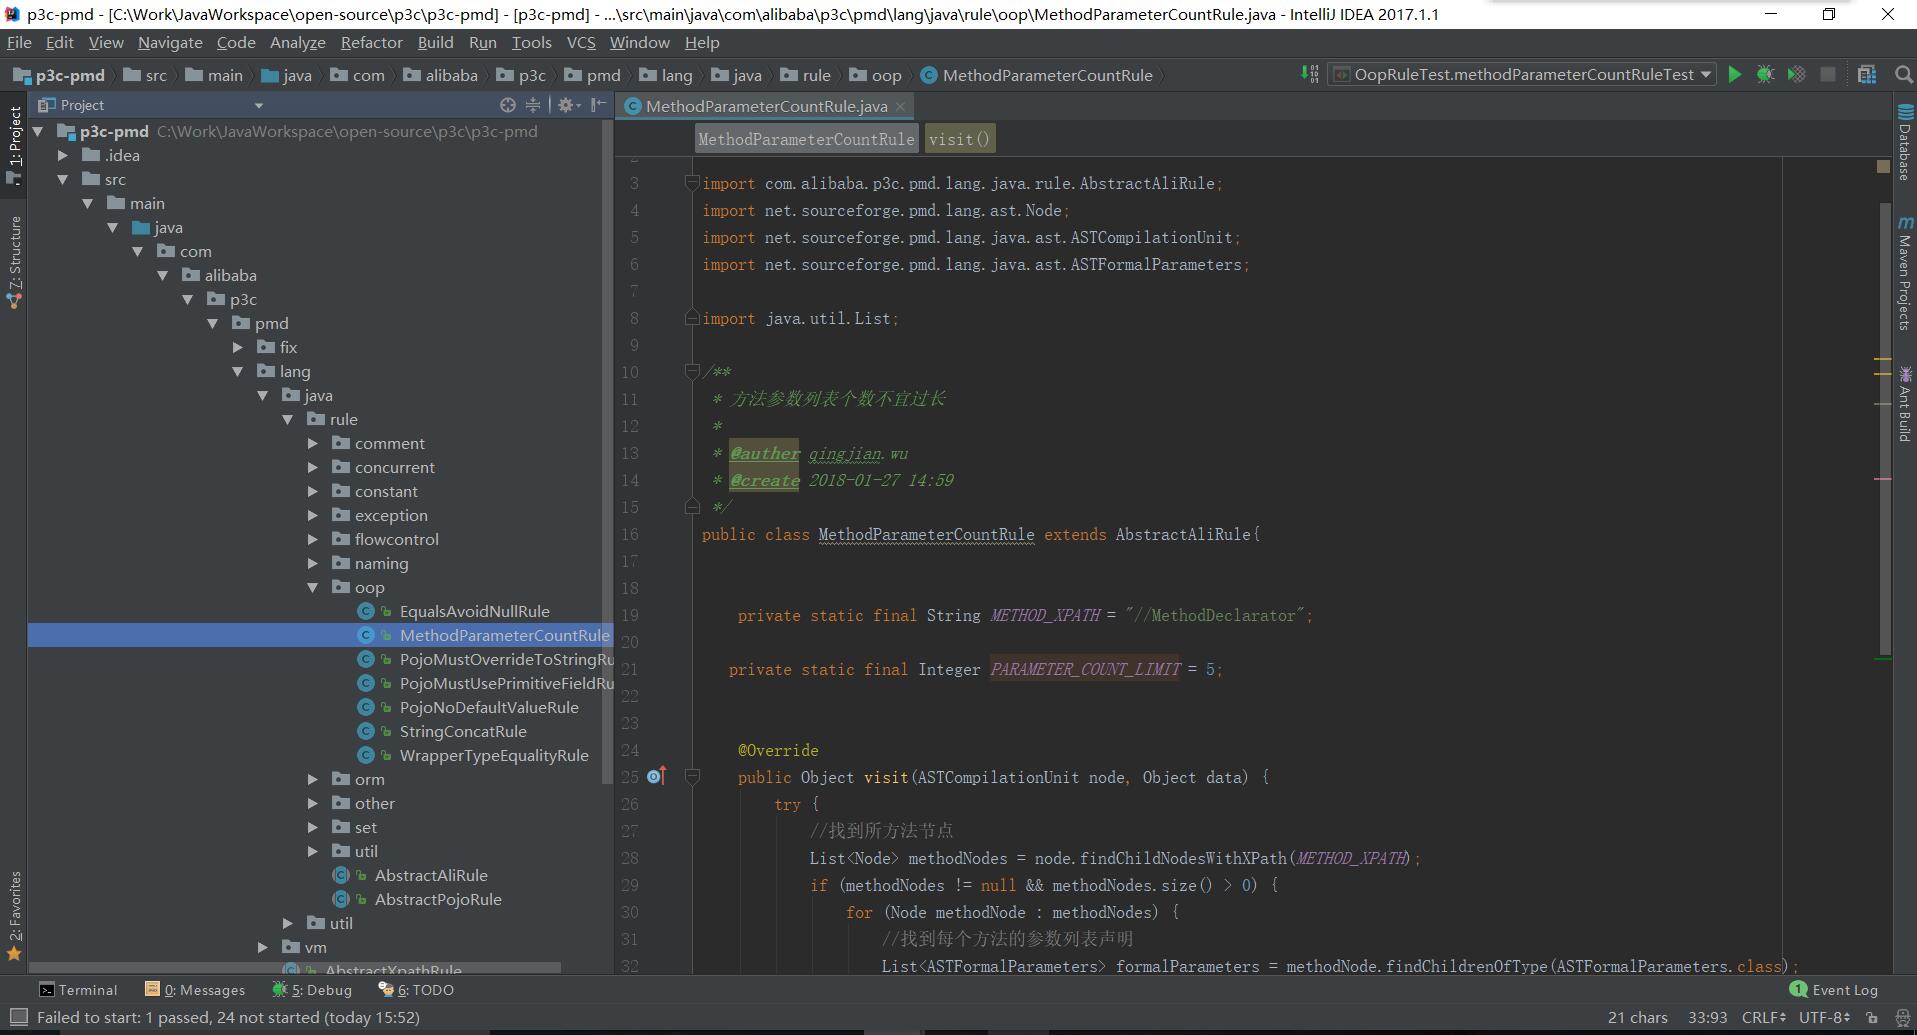 p3c-pmd - [C:\Work\JavaWorkspace\open-source\p3c\p3c-pmd] - [p3c-pmd] - ...\src\main\java\com\alibaba\p3c\pmd\lang\java\rule\oop\MethodParameterCountRule.java - IntelliJ IDEA 2017.1.1
File Edit View Navigate Code Analyze Refactor Build Run Tools VCS Window Help
p3c-pmd src main java com alibaba p3c pmd lang java rule oop MethodParameterCountRule OopRuleTest.methodParameterCountRuleTest
Project
MethodParameterCountRule.java
MethodParameterCountRule visit()
1: Project
Z: Structure
2: Favorites
p3c-pmd C:\Work\JavaWorkspace\open-source\p3c\p3c-pmd
.idea
src
main
java
com
alibaba
p3c
pmd
fix
lang
java
rule
comment
concurrent
constant
exception
flowcontrol
naming
oop
EqualsAvoidNullRule
MethodParameterCountRule
PojoMustOverrideToStringRu
PojoMustUsePrimitiveFieldRu
PojoNoDefaultValueRule
StringConcatRule
WrapperTypeEqualityRule
orm
other
set
util
AbstractAliRule
AbstractPojoRule
util
vm
AbstractXpathRule
2
3 import com.alibaba.p3c.pmd.lang.java.rule.AbstractAliRule;
4 import net.sourceforge.pmd.lang.ast.Node;
5 import net.sourceforge.pmd.lang.java.ast.ASTCompilationUnit;
6 import net.sourceforge.pmd.lang.java.ast.ASTFormalParameters;
7
8 import java.util.List;
9
10 /**
11 * 方法参数列表个数不宜过长
12 *
13 * @auther qingjian.wu
14 * @create 2018-01-27 14:59
15 */
16 public class MethodParameterCountRule extends AbstractAliRule{
17
18
19 private static final String METHOD_XPATH = "//MethodDeclarator";
20
21 private static final Integer PARAMETER_COUNT_LIMIT = 5;
22
23
24 @Override
25 public Object visit(ASTCompilationUnit node, Object data) {
26 try {
27 //找到所方法节点
28 List<Node> methodNodes = node.findChildNodesWithXPath(METHOD_XPATH);
29 if (methodNodes != null && methodNodes.size() > 0) {
30 for (Node methodNode : methodNodes) {
31 //找到每个方法的参数列表声明
32 List<ASTFormalParameters> formalParameters = methodNode.findChildrenOfType(ASTFormalParameters.class);
Database
Maven Projects
Ant Build
Terminal 0: Messages 5: Debug 6: TODO 1 Event Log
Failed to start: 1 passed, 24 not started (today 15:52) 21 chars 33:93 CRLF UTF-8